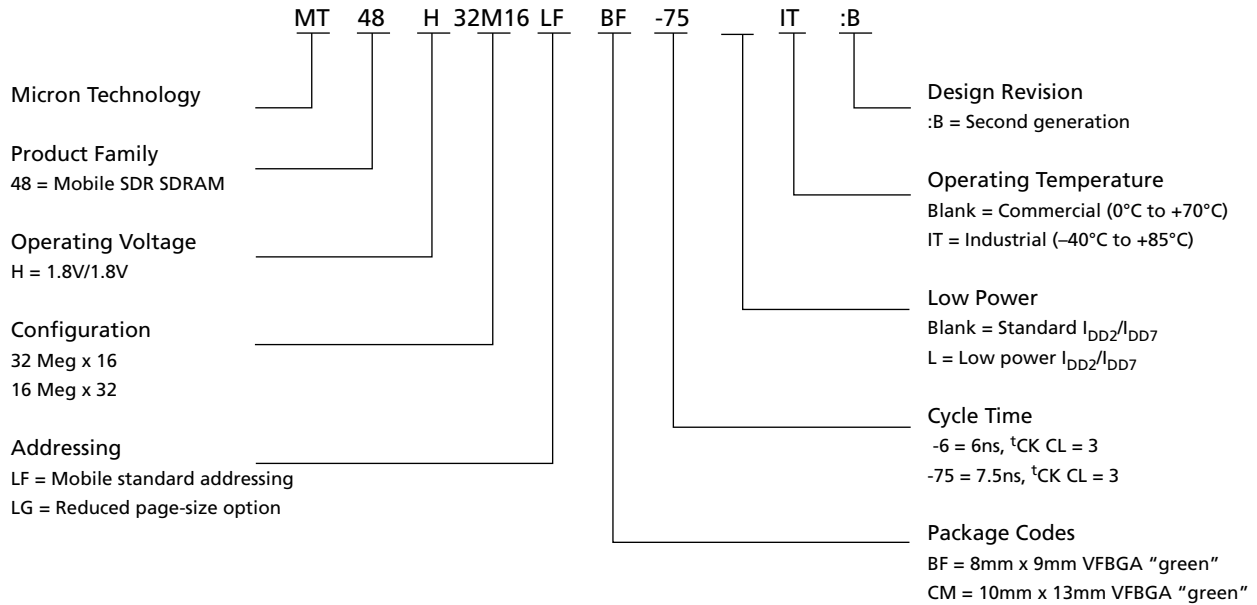 MT 48 H 32M16 LF BF -75 IT :B
Micron Technology
Product Family
48 = Mobile SDR SDRAM
Operating Voltage
H = 1.8V/1.8V
Configuration
32 Meg x 16
16 Meg x 32
Addressing
LF = Mobile standard addressing
LG = Reduced page-size option
Design Revision
:B = Second generation
Operating Temperature
Blank = Commercial (0°C to +70°C)
IT = Industrial (–40°C to +85°C)
Low Power
Blank = Standard IDD2/IDD7
L = Low power IDD2/IDD7
Cycle Time
-6 = 6ns, tCK CL = 3
-75 = 7.5ns, tCK CL = 3
Package Codes
BF = 8mm x 9mm VFBGA “green”
CM = 10mm x 13mm VFBGA “green”